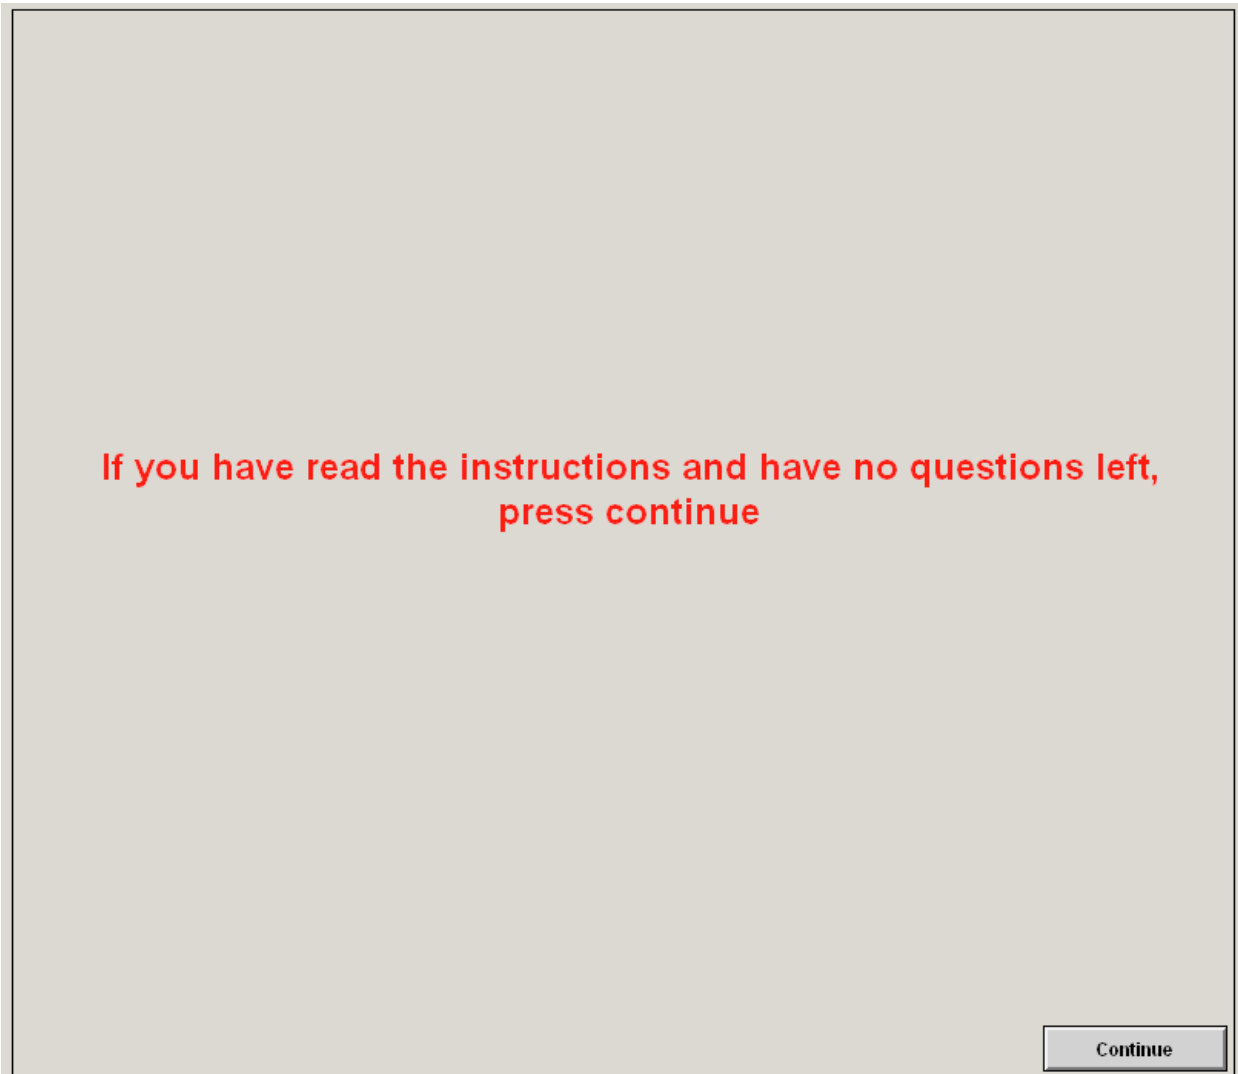 If you have read the instructions and have no questions left,
press continue
Continue